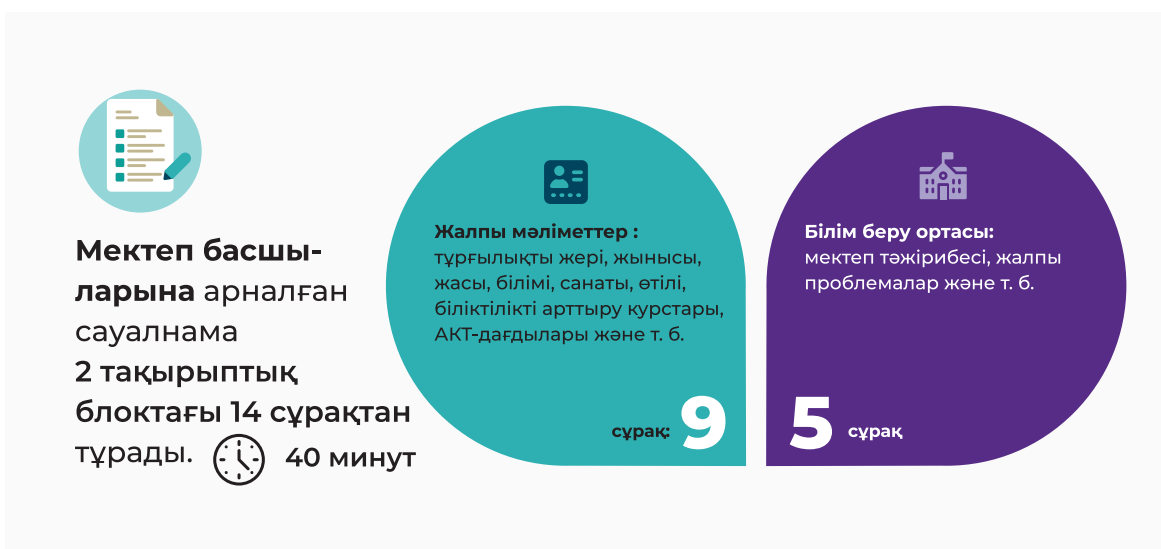 Мектеп басшы-
ларына арналған
сауалнама
2 тақырыптық
блоктағы 14 сұрақтан
тұрады.
40 минут
Жалпы мәліметтер :
тұрғылықты жері, жынысы,
жасы, білімі, санаты, өтілі,
біліктілікті арттыру курстары,
АКТ-дағдылары және т. б.
сұрақ: 9
Білім беру ортасы:
мектеп тәжірибесі, жалпы
проблемалар және т. б.
5 сұрақ